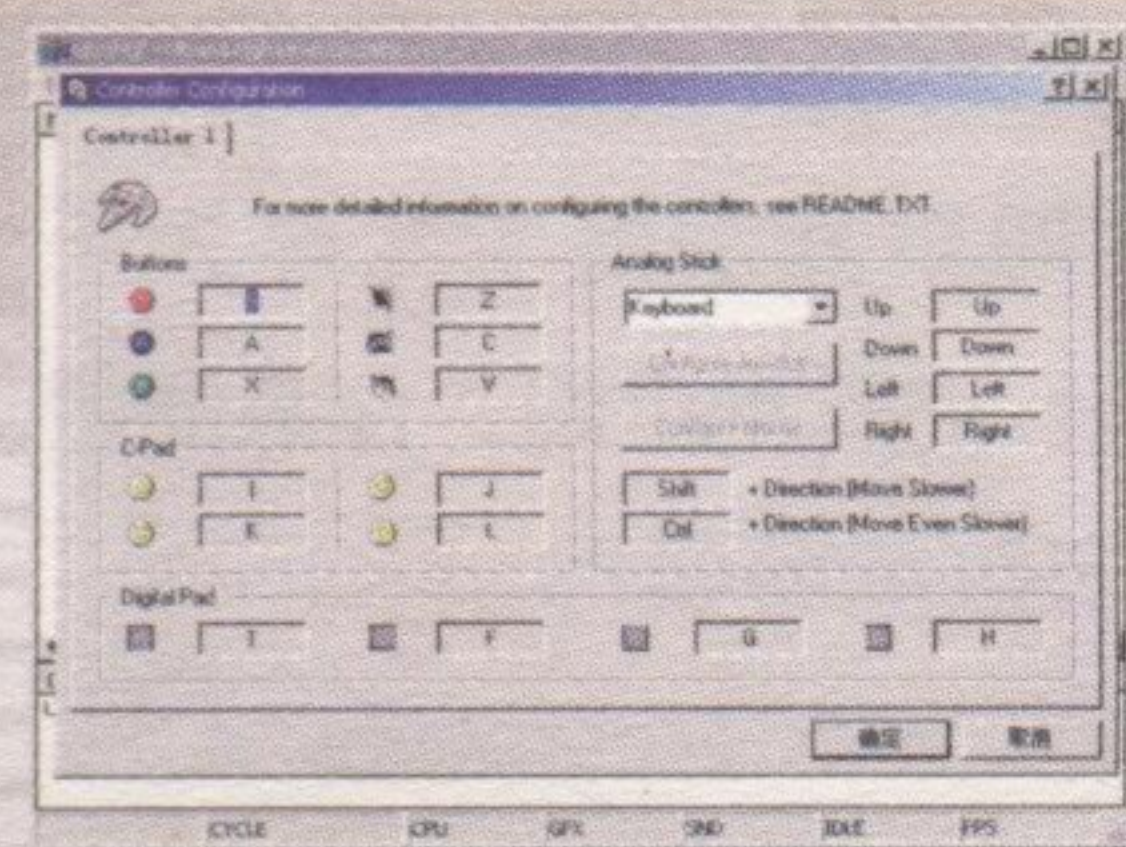 Controller Configuration
Controller 1
For more detailed information on configuring the controllers, see README.TXT.
Buttons
Z
A
C
X
V
Analog Stick
Keyboard
Up
Up
Down
Down
Left
Left
Right
Right
C-Pad
I
J
K
L
Shift
+ Direction (Move Slower)
Ctrl
+ Direction (Move Even Slower)
Digital Pad
T
F
G
H
确定
取消
CYCLE
CPU
GFX
SND
IDLE
FPS